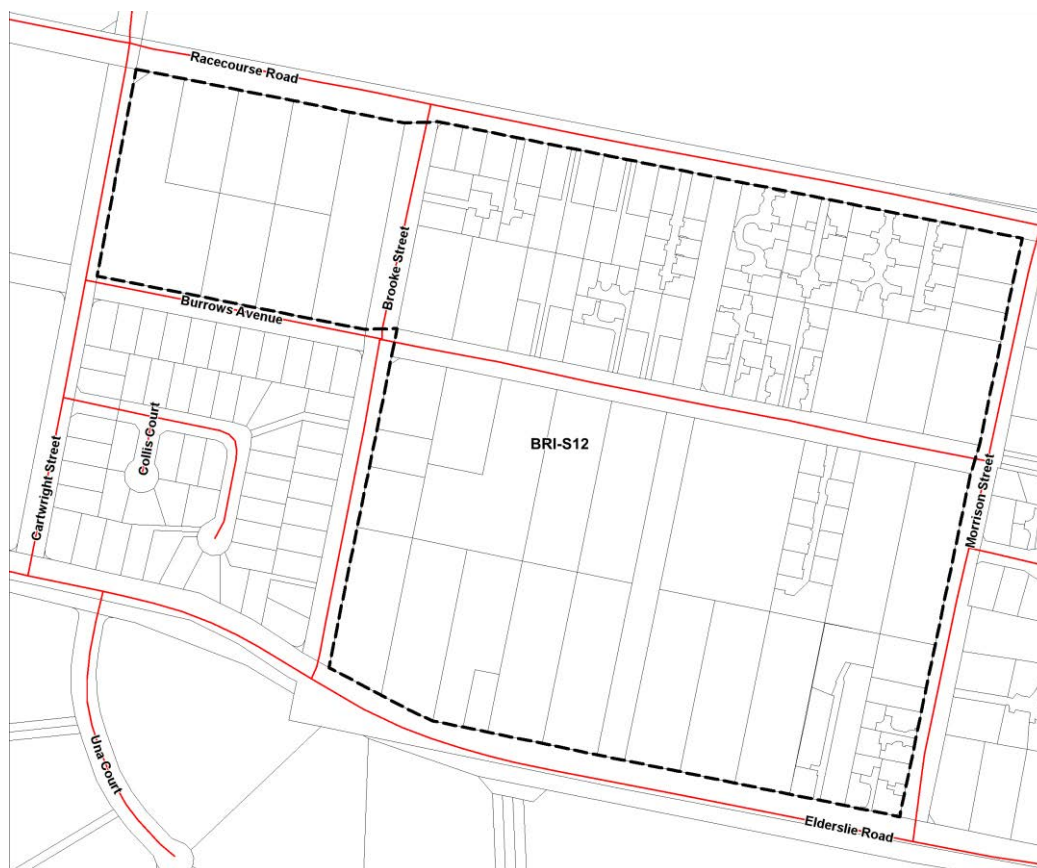 Racecourse Road
Brooke Street
Burrows Avenue
Collis Court
Cartwright Street
BRI-S12
Morrison Street
Una Court
Elderslie Road